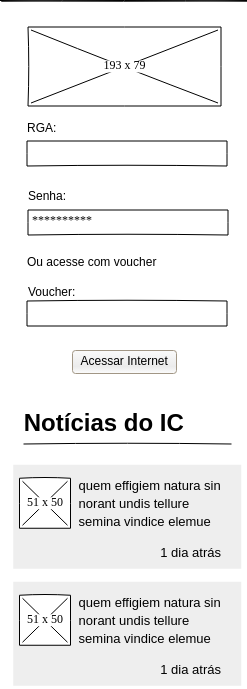 193 x 79
RGA:
Senha:
**********
Ou acesse com voucher
Voucher:
Acessar Internet
Notícias do IC
51 x 50
quem effigiem natura sin
norant undis tellure
semina vindice elemue
1 dia atrás
51 x 50
quem effigiem natura sin
norant undis tellure
semina vindice elemue
1 dia atrás